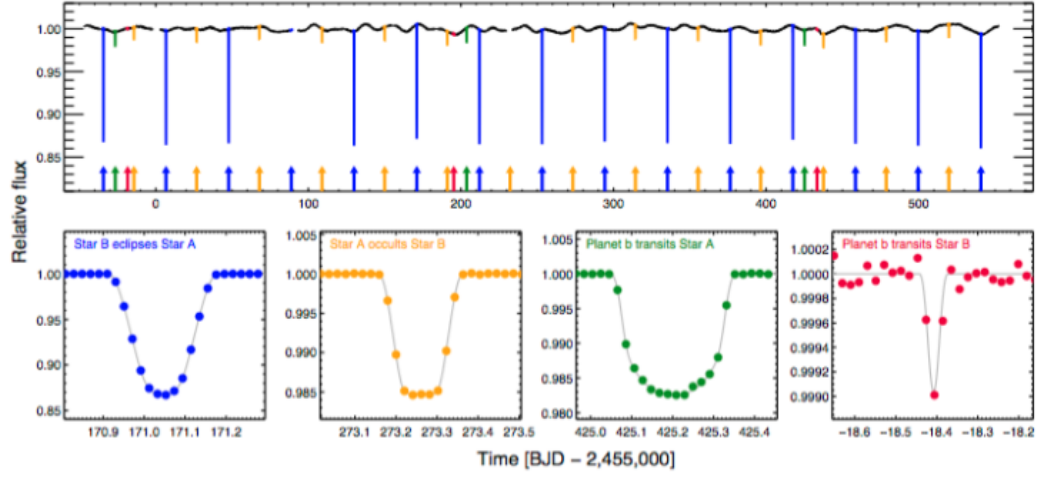 1.00
0.95
0.90
0.85
0 100 200 300 400 500
Relative flux
Star B eclipses Star A
1.00
0.95
0.90
0.85
170.9 171.0 171.1 171.2
Star A occults Star B
1.005
1.000
0.995
0.990
0.985
273.1 273.2 273.3 273.4 273.5
Planet b transits Star A
1.005
1.000
0.995
0.990
0.985
0.980
425.0 425.1 425.2 425.3 425.4
Planet b transits Star B
1.0002
1.0000
0.9998
0.9996
0.9994
0.9992
0.9990
−18.6 −18.5 −18.4 −18.3 −18.2
Time [BJD − 2,455,000]